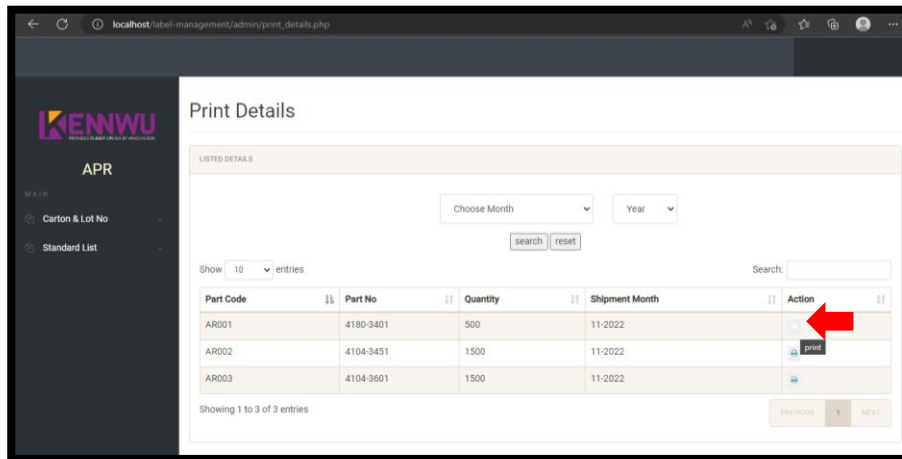 localhost/label-management/admin/print_details.php
KENNWU
APR
MAIN
Carton & Lot No
Standard List
Print Details
LISTED DETAILS
Choose Month Year
search reset
Show 10 entries Search:
Part Code Part No Quantity Shipment Month Action
AR001 4180-3401 500 11-2022
AR002 4104-3451 1500 11-2022 print
AR003 4104-3601 1500 11-2022
Showing 1 to 3 of 3 entries PREVIOUS 1 NEXT